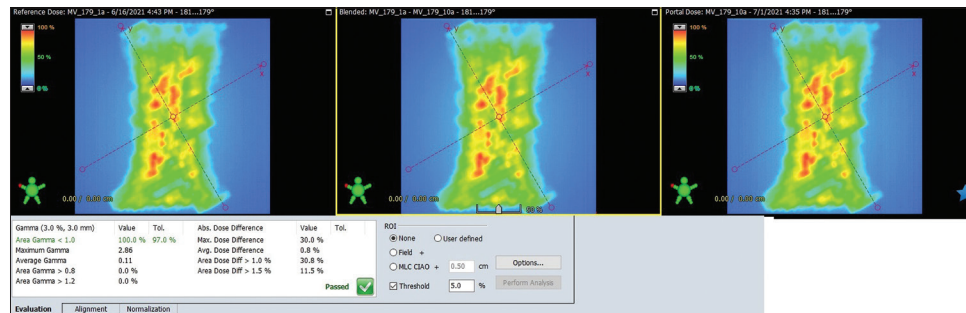 Reference Dose: MV_179_1a - 6/16/2021 4:43 PM - 181...179°
Blended: MV_179_1a - MV_179_10a - 181...179°
Portal Dose: MV_179_10a - 7/1/2021 4:35 PM - 181...179°
100 %
50 %
0 %
Y
X
0.00 / 0.00 cm
100 %
50 %
0 %
Y
X
0.00 / 0.00 cm
50 %
100 %
50 %
0 %
Y
X
0.00 / 0.00 cm
Gamma (3.0 %, 3.0 mm) Value Tol. Abs. Dose Difference Value Tol.
Area Gamma < 1.0 100.0 % 97.0 % Max. Dose Difference 30.0 %
Maximum Gamma 2.86 Avg. Dose Difference 0.8 %
Average Gamma 0.11 Area Dose Diff > 1.0 % 30.8 %
Area Gamma > 0.8 0.0 % Area Dose Diff > 1.5 % 11.5 %
Area Gamma > 1.2 0.0 %
Passed
ROI
None User defined
Field +
MLC CIAO + 0.50 cm Options...
Threshold 5.0 % Perform Analysis
Evaluation Alignment Normalization